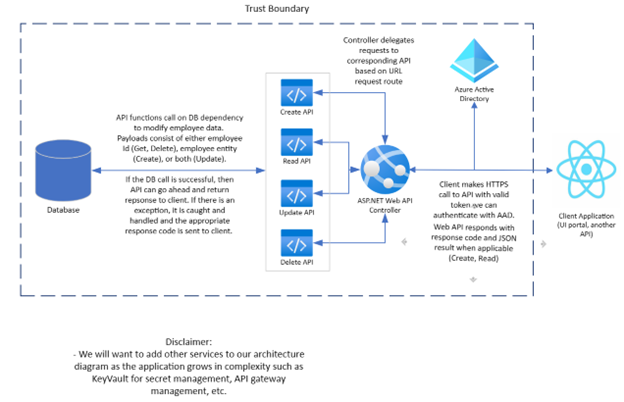 Trust Boundary
Controller delegates
requests to
corresponding API
based on URL
request route
Azure Active
Directory
Create API
API functions call on DB dependency
to modify employee data.
Payloads consist of either employee
Id (Get, Delete), employee entity
(Create), or both (Update).
If the DB call is successful, then
API can go ahead and return
repsonse to client. If there is an
exception, it is caught and
handled and the appropriate
response code is sent to client.
Database
Read API
Update API
Delete API
ASP.NET Web API
Controller
Client makes HTTPS
call to API with valid
token we can
authenticate with AAD.
Web API responds with
response code and JSON
result when applicable
(Create, Read)
Client Application
(UI portal, another
API)
Disclaimer:
- We will want to add other services to our architecture
diagram as the application grows in complexity such as
KeyVault for secret management, API gateway
management, etc.